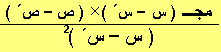 مجـ ( س – سَ ) × ( ص – صَ )
( س – سَ )²